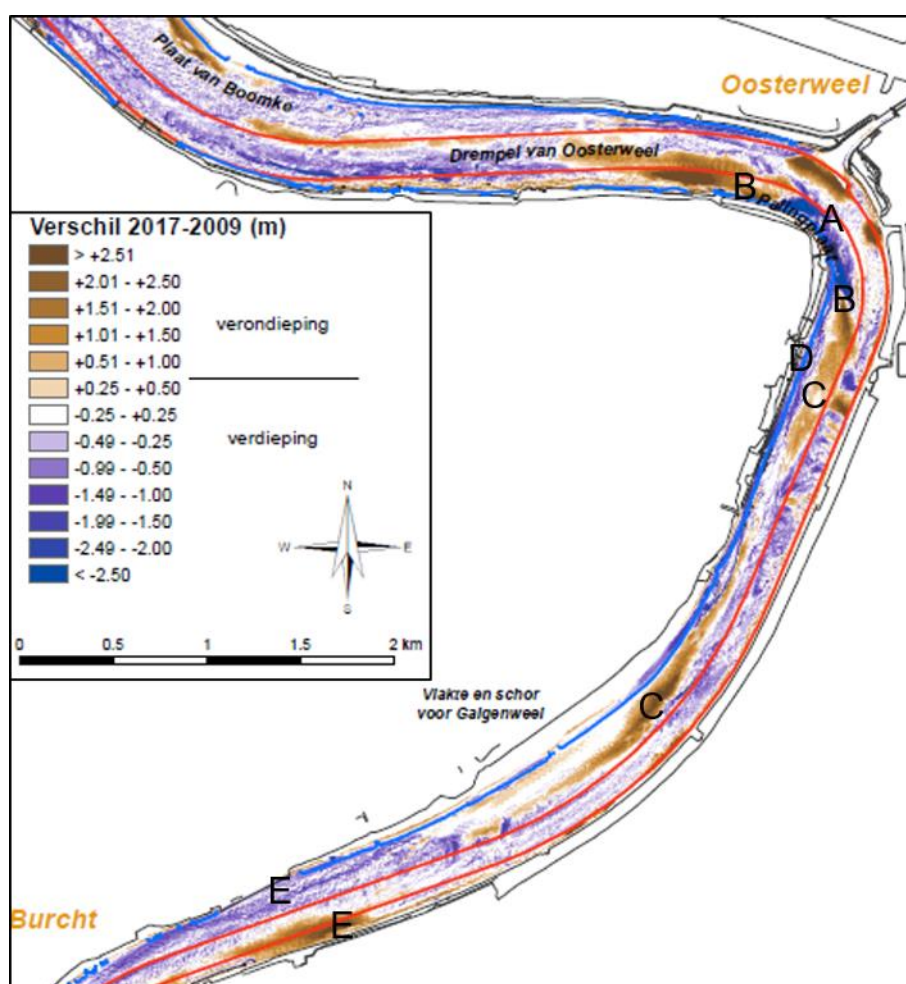 Oosterweel
Plaat van Boomke
Drempel van Oosterweel
B
Palingplaat
A
Verschil 2017-2009 (m)
> +2.51
+2.01 - +2.50
+1.51 - +2.00
+1.01 - +1.50
+0.51 - +1.00
+0.25 - +0.50
-0.25 - +0.25
-0.49 - -0.25
-0.99 - -0.50
-1.49 - -1.00
-1.99 - -1.50
-2.49 - -2.00
< -2.50
verondieping
verdieping
N
W
E
S
0 0.5 1 1.5 2 km
B
D
C
Vlakte en schor
voor Galgenweel
C
E
E
Burcht